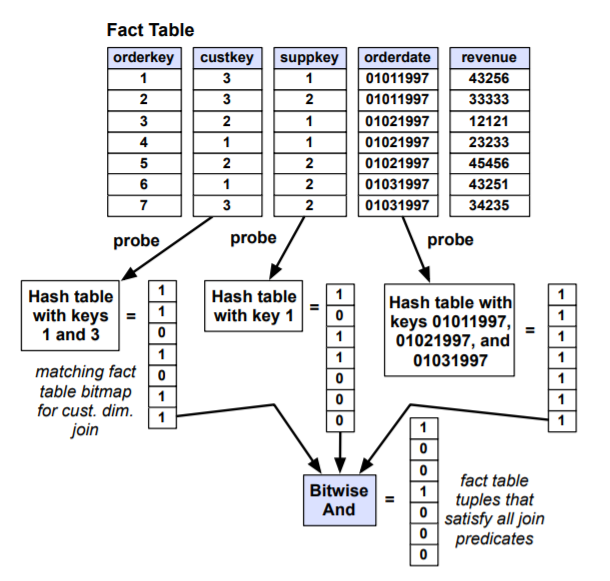 Fact Table
orderkey custkey suppkey orderdate revenue
1 3 1 01011997 43256
2 3 2 01011997 33333
3 2 1 01021997 12121
4 1 1 01021997 23233
5 2 2 01021997 45456
6 1 2 01031997 43251
7 3 2 01031997 34235
probe
probe
probe
Hash table
with keys
1 and 3
=
1
1
0
1
0
1
1
matching fact
table bitmap
for cust. dim.
join
Hash table
with key 1
=
1
0
1
1
0
0
0
Hash table with
keys 01011997,
01021997, and
01031997
=
1
1
1
1
1
1
1
Bitwise
And
=
1
0
0
1
0
0
0
fact table
tuples that
satisfy all join
predicates